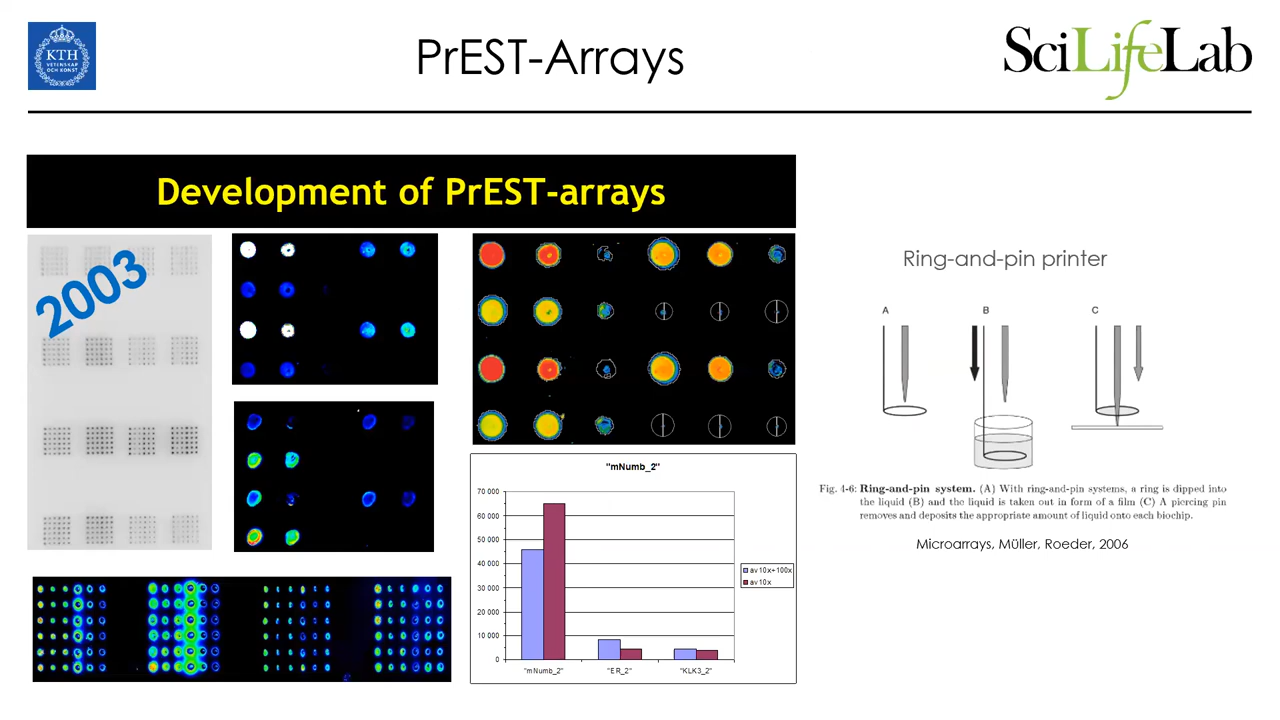 KTH
VETENSKAP
OCH KONST
PrEST-Arrays
SciLifeLab
Development of PrEST-arrays
2003
"mNumb_2"
70 000
60 000
50 000
40 000
30 000
20 000
10 000
0
"mNumb_2"
"ER_2"
"KLK3_2"
av 10x+100x
av 10x
Ring-and-pin printer
A
B
C
Fig. 4-6: Ring-and-pin system. (A) With ring-and-pin systems, a ring is dipped into
the liquid (B) and the liquid is taken out in form of a film (C) A piercing pin
removes and deposits the appropriate amount of liquid onto each biochip.
Microarrays, Müller, Roeder, 2006